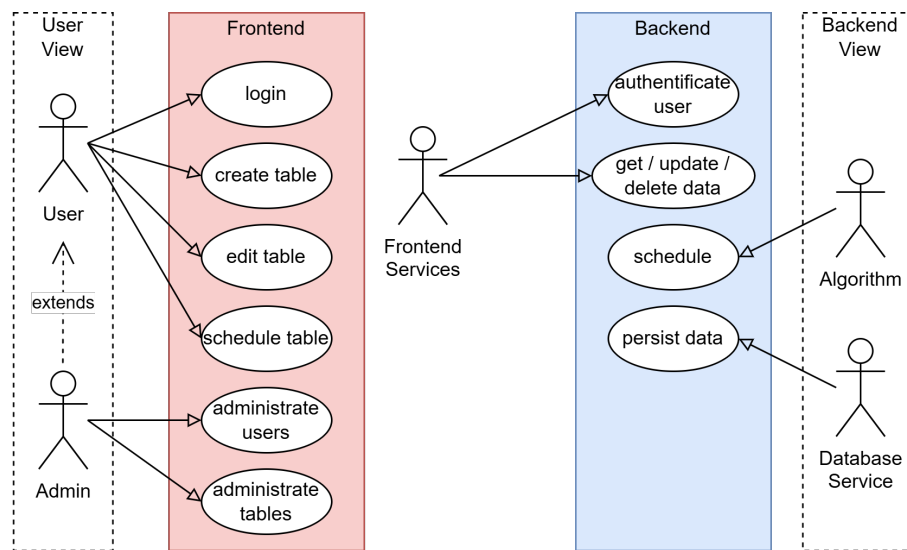 User
View
Frontend
Backend
Backend
View
login
authentificate
user
create table
get / update /
delete data
User
Frontend
Services
edit table
schedule
Algorithm
extends
schedule table
persist data
administrate
users
Admin
administrate
tables
Database
Service